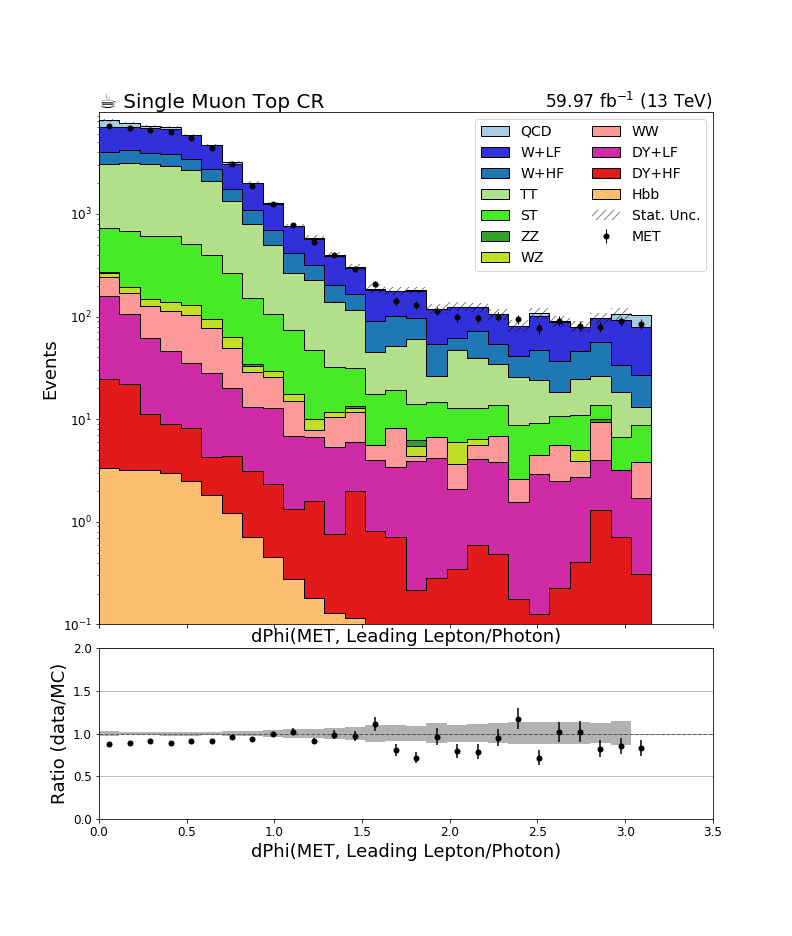 ☕ Single Muon Top CR 59.97 fb⁻¹ (13 TeV)
QCD WW
W+LF DY+LF
W+HF DY+HF
TT Hbb
ST Stat. Unc.
ZZ MET
WZ
Events
10³
10²
10¹
10⁰
10⁻¹
dPhi(MET, Leading Lepton/Photon)
Ratio (data/MC)
2.0
1.5
1.0
0.5
0.0
0.0 0.5 1.0 1.5 2.0 2.5 3.0 3.5
dPhi(MET, Leading Lepton/Photon)